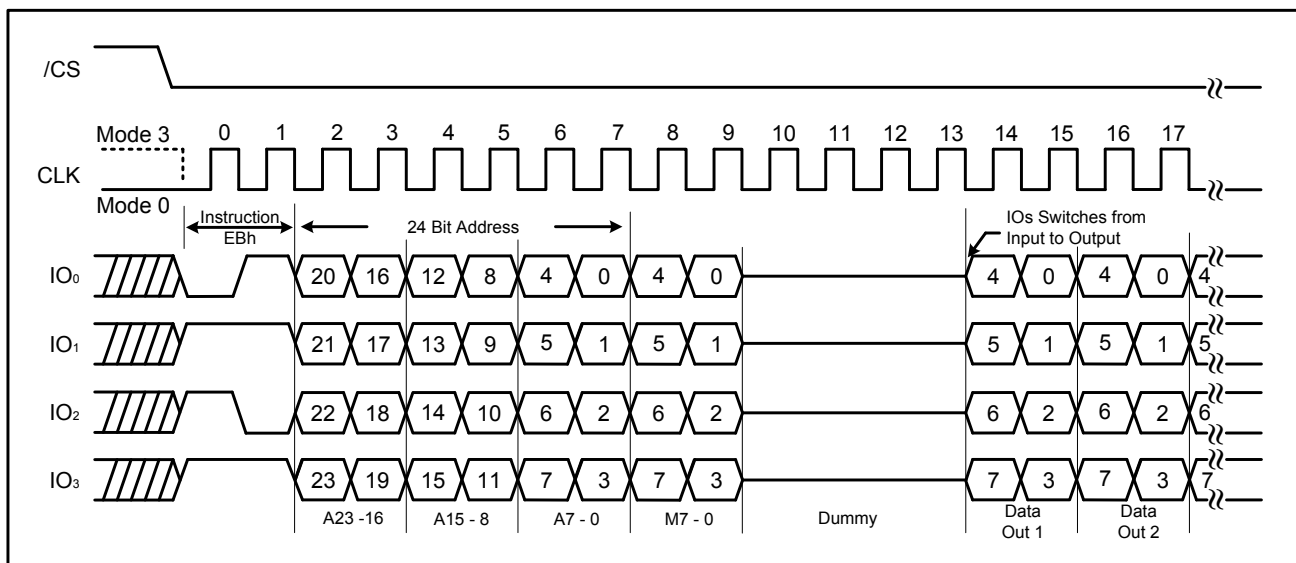 /CS
Mode 3 0 1 2 3 4 5 6 7 8 9 10 11 12 13 14 15 16 17
CLK
Mode 0
Instruction
EBh
24 Bit Address
IOs Switches from
Input to Output
IO₀ 20 16 12 8 4 0 4 0 4 0 4 0 4
IO₁ 21 17 13 9 5 1 5 1 5 1 5 1 5
IO₂ 22 18 14 10 6 2 6 2 6 2 6 2 6
IO₃ 23 19 15 11 7 3 7 3 7 3 7 3 7
A23 -16 A15 - 8 A7 - 0 M7 - 0 Dummy
Data
Out 1
Data
Out 2